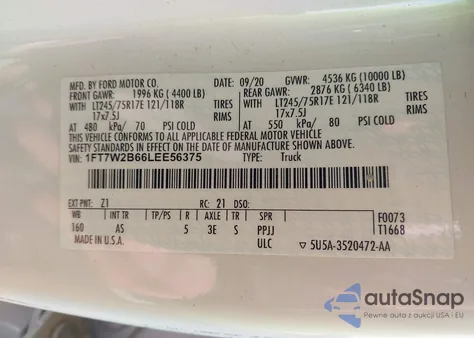 MFD. BY FORD MOTOR CO. 09/20 GVWR: 4536 KG (10000 LB)
FRONT GAWR: 1996 KG ( 4400 LB) REAR GAWR: 2876 KG ( 6340 LB)
WITH LT245/75R17E 121/118R TIRES WITH LT245/75R17E 121/118R TIRES
17x7.5J RIMS 17x7.5J RIMS
AT 480 kPa/ 70 PSI COLD AT 550 kPa/ 80 PSI COLD
THIS VEHICLE CONFORMS TO ALL APPLICABLE FEDERAL MOTOR VEHICLE
SAFETY STANDARDS IN EFFECT ON THE DATE OF MANUFACTURE SHOWN ABOVE.
VIN: 1FT7W2B66LEE56375 TYPE: Truck
EXT PNT: Z1 RC: 21 DSO:
WB INT TR TP/PS R AXLE TR SPR F0073
160 AS 5 3E S PPJJ T1668
MADE IN U.S.A. ULC ▽ 5U5A-3520472-AA
autoSnap
Pewne auta z aukcji USA i EU